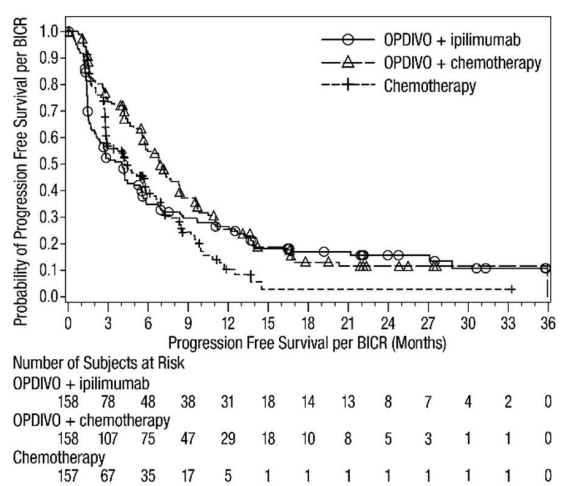 Probability of Progression Free Survival per BICR
1.0
0.9
0.8
0.7
0.6
0.5
0.4
0.3
0.2
0.1
0.0
OPDIVO + ipilimumab
OPDIVO + chemotherapy
Chemotherapy
0 3 6 9 12 15 18 21 24 27 30 33 36
Progression Free Survival per BICR (Months)
Number of Subjects at Risk
OPDIVO + ipilimumab
158 78 48 38 31 18 14 13 8 7 4 2 0
OPDIVO + chemotherapy
158 107 75 47 29 18 10 8 5 3 1 1 0
Chemotherapy
157 67 35 17 5 1 1 1 1 1 1 1 0